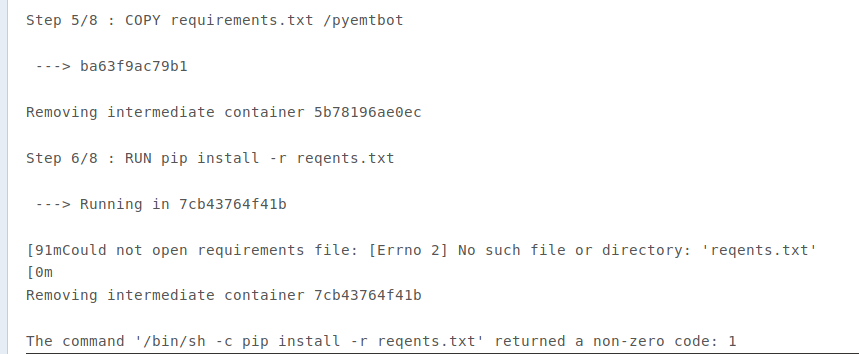 Step 5/8 : COPY requirements.txt /pyemtbot
---> ba63f9ac79b1
Removing intermediate container 5b78196ae0ec
Step 6/8 : RUN pip install -r reqents.txt
---> Running in 7cb43764f41b
[91mCould not open requirements file: [Errno 2] No such file or directory: 'reqents.txt'
[0m
Removing intermediate container 7cb43764f41b
The command '/bin/sh -c pip install -r reqents.txt' returned a non-zero code: 1